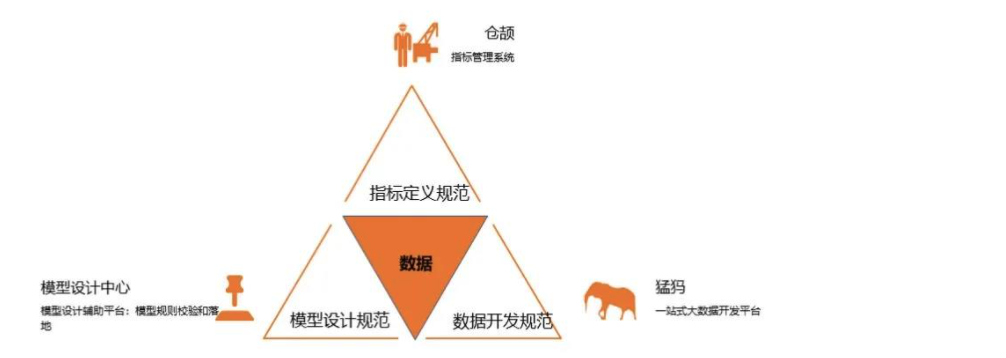 仓颉
指标管理系统
指标定义规范
数据
模型设计中心
模型设计辅助平台：模型规则校验和落
地
模型设计规范
数据开发规范
猛犸
一站式大数据开发平台